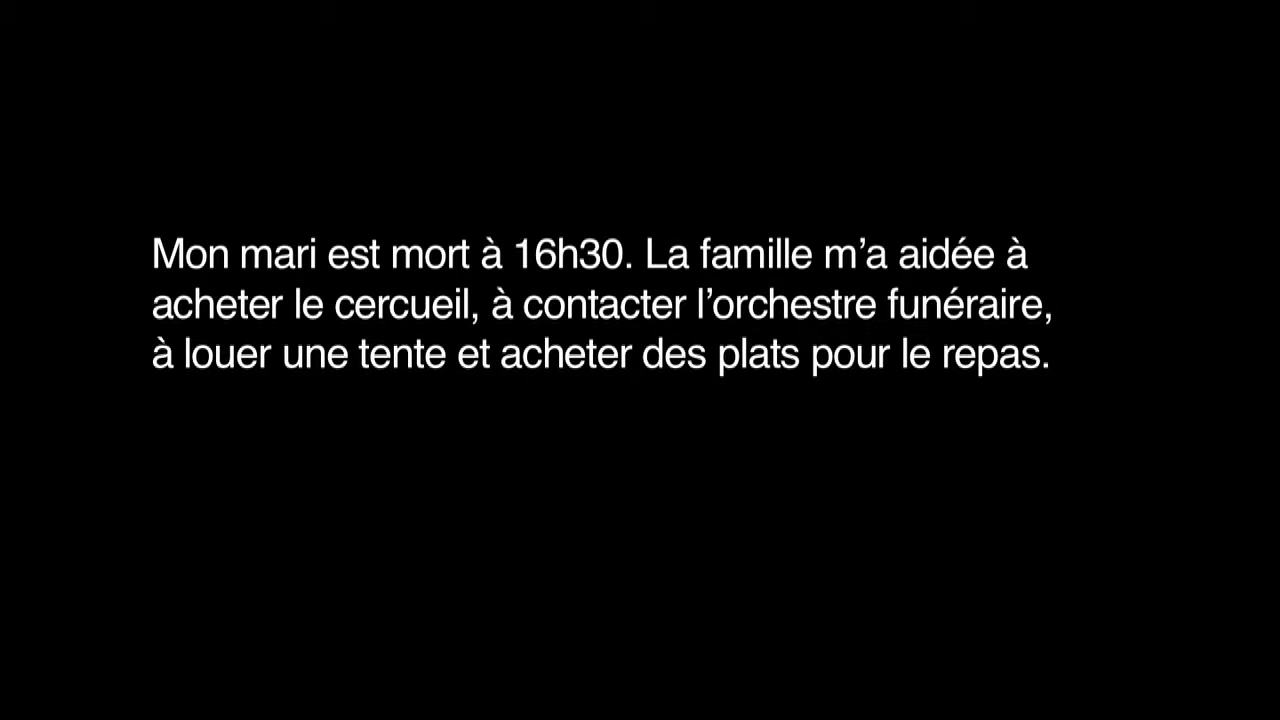 Mon mari est mort à 16h30. La famille m’a aidée à
acheter le cercueil, à contacter l’orchestre funéraire,
à louer une tente et acheter des plats pour le repas.